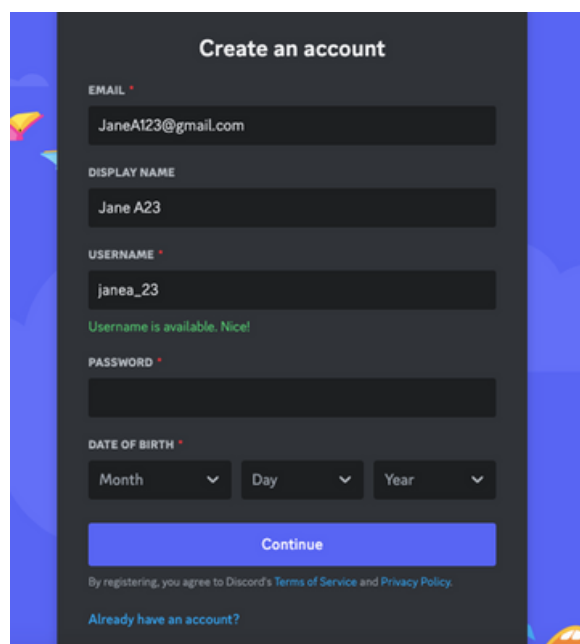 Create an account
EMAIL *
JaneA123@gmail.com
DISPLAY NAME
Jane A23
USERNAME *
janea_23
Username is available. Nice!
PASSWORD *
DATE OF BIRTH *
Month Day Year
Continue
By registering, you agree to Discord's Terms of Service and Privacy Policy.
Already have an account?